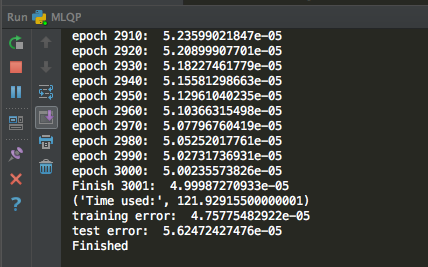 Run MLQP
epoch 2910:  5.23599021847e-05
epoch 2920:  5.20899907701e-05
epoch 2930:  5.18227461779e-05
epoch 2940:  5.15581298663e-05
epoch 2950:  5.12961040235e-05
epoch 2960:  5.10366315498e-05
epoch 2970:  5.07796760419e-05
epoch 2980:  5.05252017761e-05
epoch 2990:  5.02731736931e-05
epoch 3000:  5.00235573826e-05
Finish 3001:  4.99987270933e-05
('Time used:', 121.92915500000001)
training error:  4.75775482922e-05
test error:  5.62472427476e-05
Finished